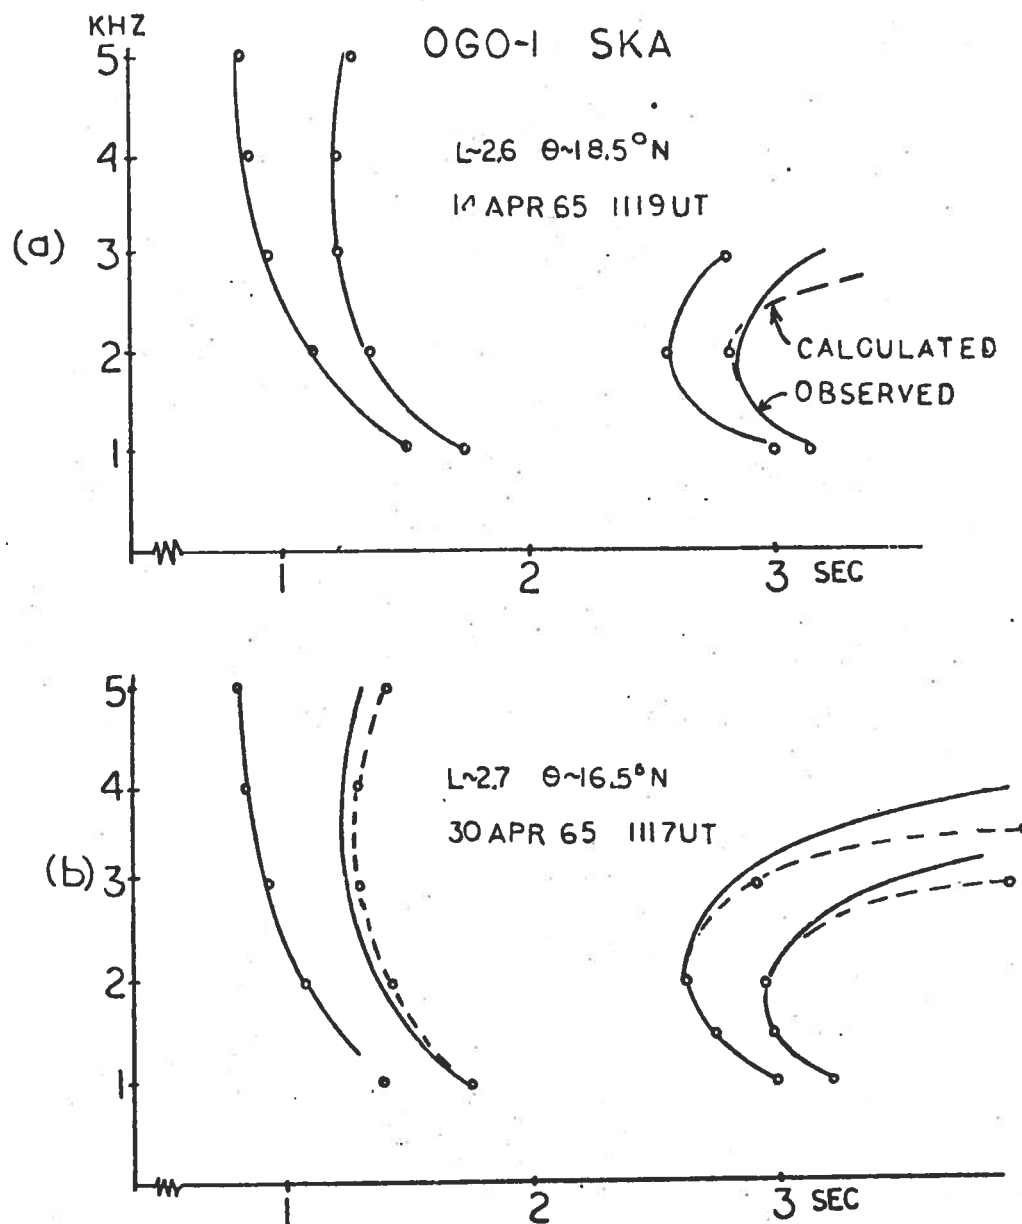 KHZ
OGO-1 SKA
5
4
3
2
1
(a)
L~2.6 θ~18.5°N
APR 65 1119UT
CALCULATED
OBSERVED
1
2
3 SEC
5
4
3
2
1
(b)
L~2.7 θ~16.5°N
30 APR 65 1117UT
1
2
3 SEC